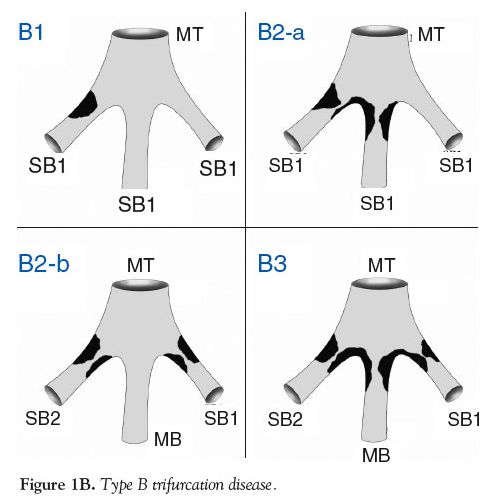 B1
MT
SB1
SB1
SB1
B2-a
MT
SB1
SB1
SB1
B2-b
MT
SB2
SB1
MB
B3
MT
SB2
SB1
MB
Figure 1B. Type B trifurcation disease.